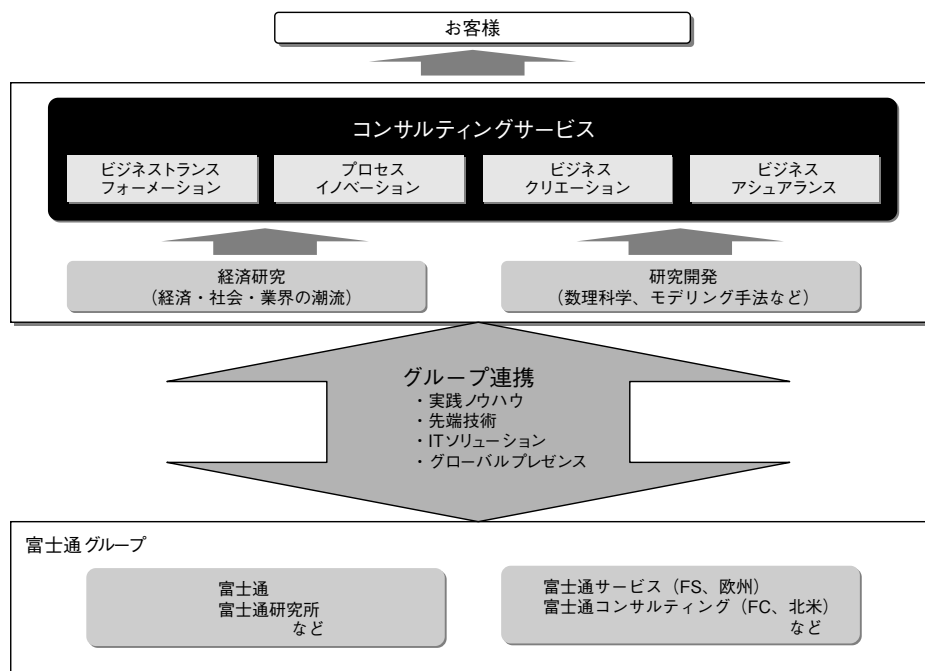 お客様
コンサルティングサービス
ビジネストランス
フォーメーション
プロセス
イノベーション
ビジネス
クリエーション
ビジネス
アシュアランス
経済研究
（経済・社会・業界の潮流）
研究開発
（数理科学、モデリング手法など）
グループ連携
・実践ノウハウ
・先端技術
・ITソリューション
・グローバルプレゼンス
富士通グループ
富士通
富士通研究所
など
富士通サービス（FS、欧州）
富士通コンサルティング（FC、北米）
など